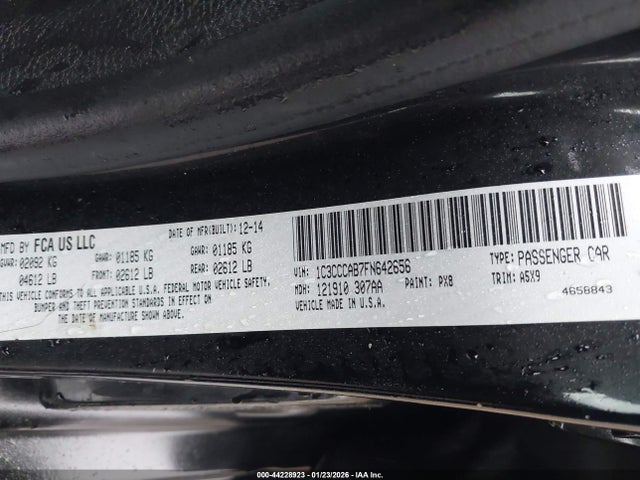 MFD BY FCA US LLC
DATE OF MFR(BUILT): 12-14
GVWR: 02092 KG GAWR: 01185 KG GAWR: 01185 KG
04612 LB FRONT: 02612 LB REAR: 02612 LB
THIS VEHICLE CONFORMS TO ALL APPLICABLE U.S.A. FEDERAL MOTOR VEHICLE SAFETY,
BUMPER AND THEFT PREVENTION STANDARDS IN EFFECT ON
THE DATE OF MANUFACTURE SHOWN ABOVE.
VIN: 1C3CCCAB7FN642656 TYPE: PASSENGER CAR
MDH: 121910 307AA PAINT: PX8 TRIM: A5X9
VEHICLE MADE IN U.S.A. 4658843
000-44228923 - 01/23/2026 - IAA Inc.